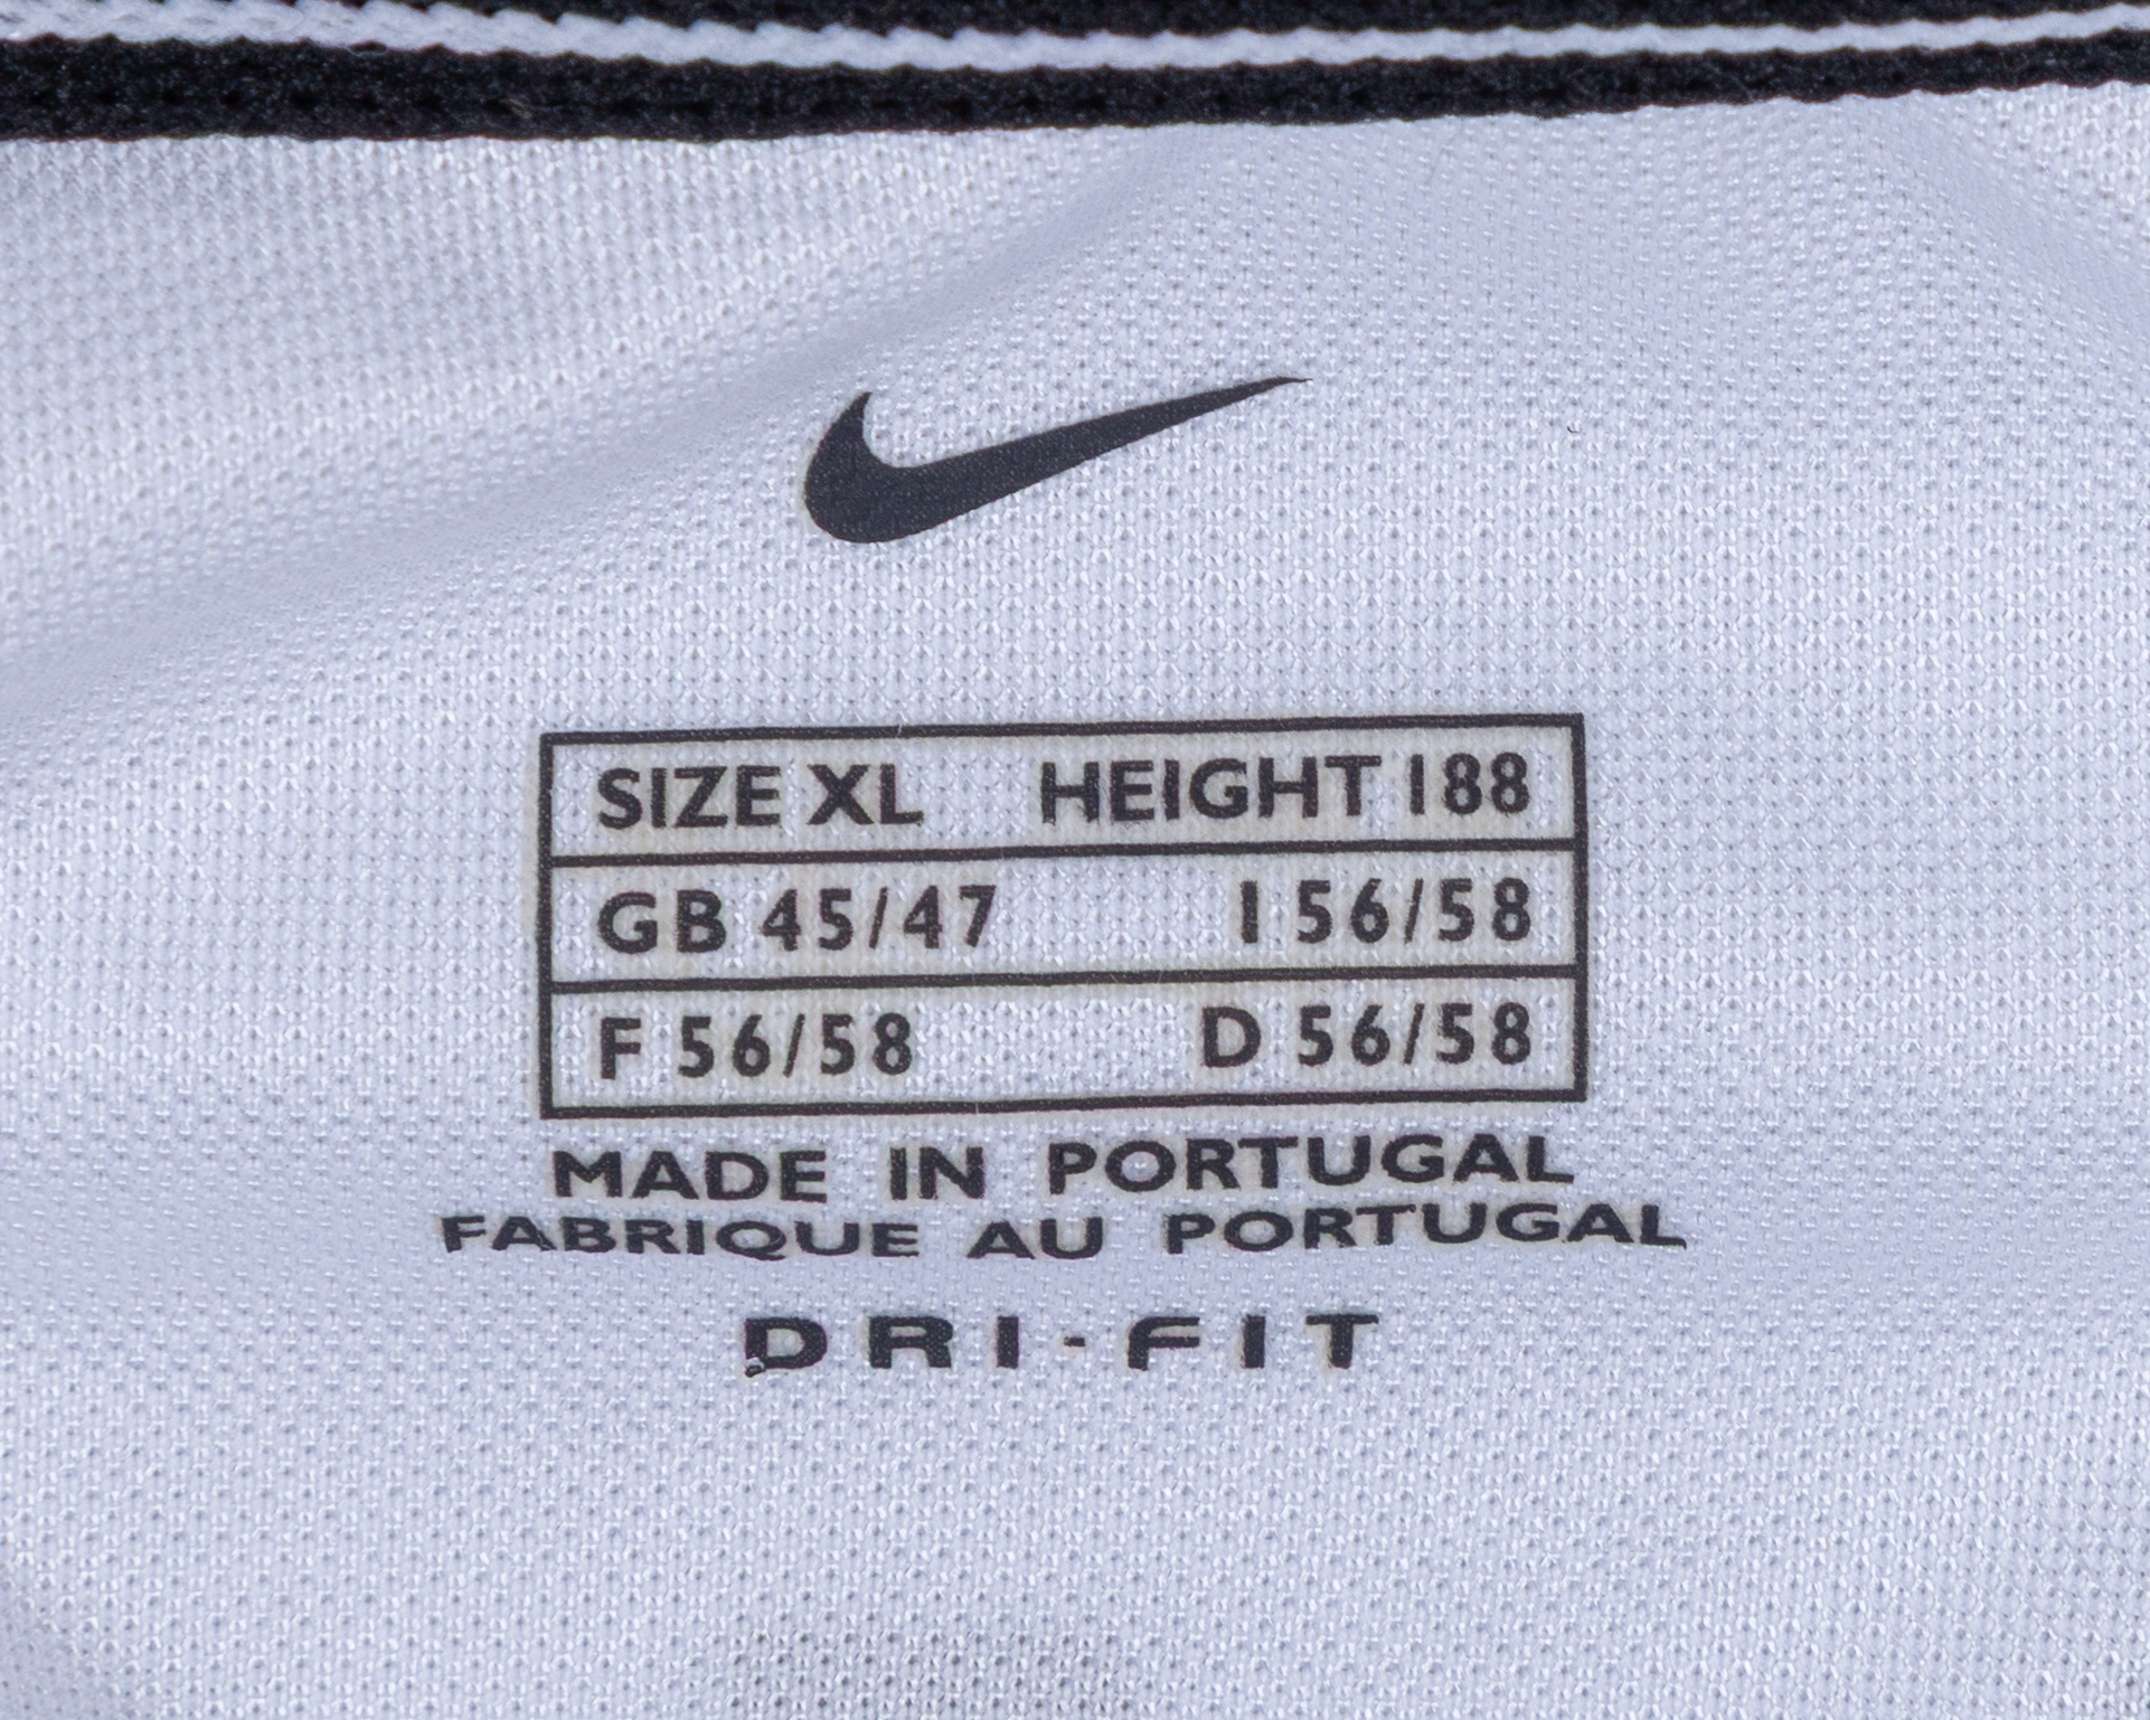 SIZE XL HEIGHT 188
GB 45/47 I 56/58
F 56/58 D 56/58
MADE IN PORTUGAL
FABRIQUE AU PORTUGAL
DRI-FIT